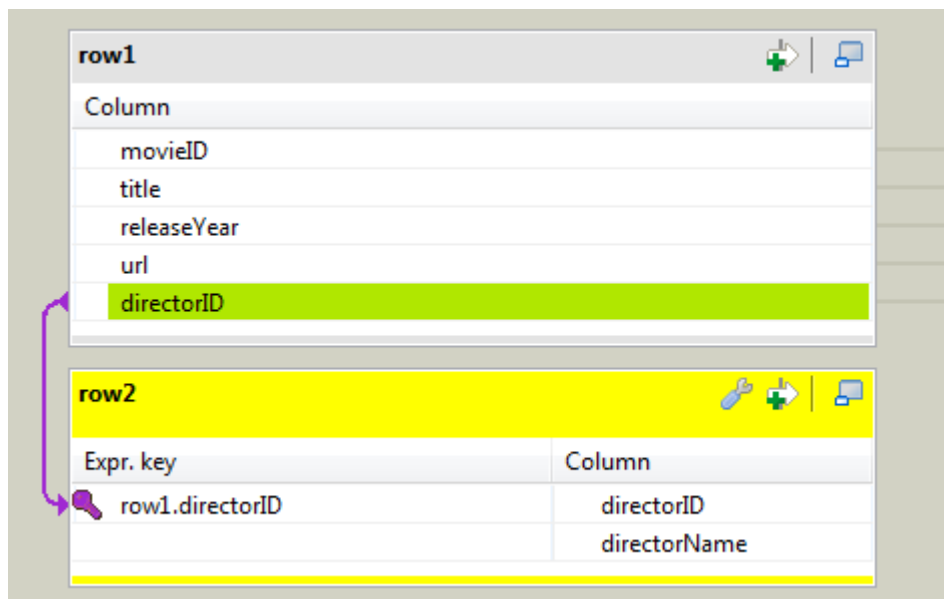 row1
Column
movieID
title
releaseYear
url
directorID
row2
Expr. key Column
row1.directorID directorID
directorName